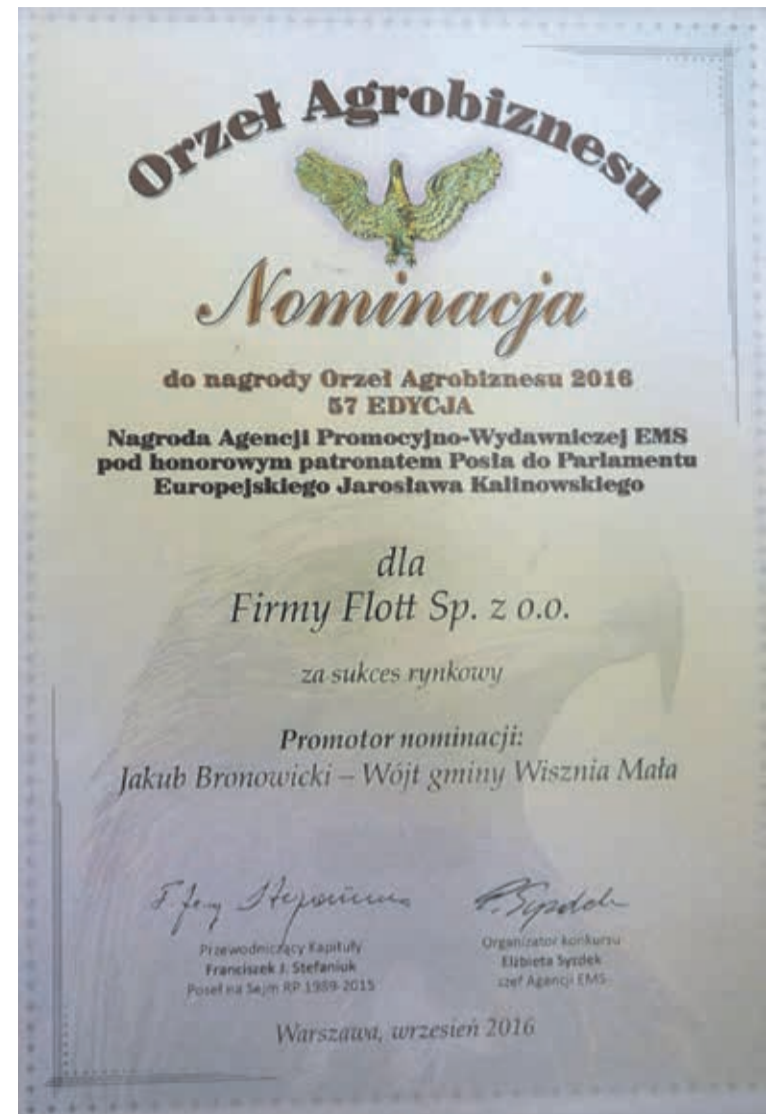 Orzeł Agrobiznesu
Nominacja
do nagrody Orzeł Agrobiznesu 2016
57 EDYCJA
Nagroda Agencji Promocyjno-Wydawniczej EMS
pod honorowym patronatem Posła do Parlamentu
Europejskiego Jarosława Kalinowskiego
dla
Firmy Flott Sp. z o.o.
za sukces rynkowy
Promotor nominacji:
Jakub Bronowicki – Wójt gminy Wisznia Mała
Przewodniczący Kapituły
Franciszek J. Stefaniuk
Poseł na Sejm RP 1989-2015
Organizator konkursu
Elżbieta Syrdek
szef Agencji EMS
Warszawa, wrzesień 2016